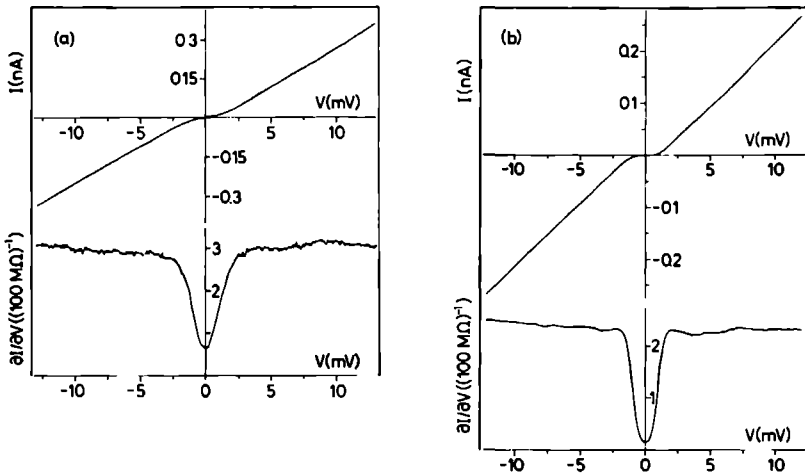 (a)
I(nA)
0.3
0.15
V(mV)
-10 -5 0 5 10
-0.15
-0.3
∂I/∂V((100 MΩ)⁻¹)
3
2
V(mV)
-10 -5 0 5 10
(b)
I(nA)
0.2
0.1
V(mV)
-10 -5 0 5 10
-0.1
-0.2
∂I/∂V((100 MΩ)⁻¹)
2
1
V(mV)
-10 -5 0 5 10